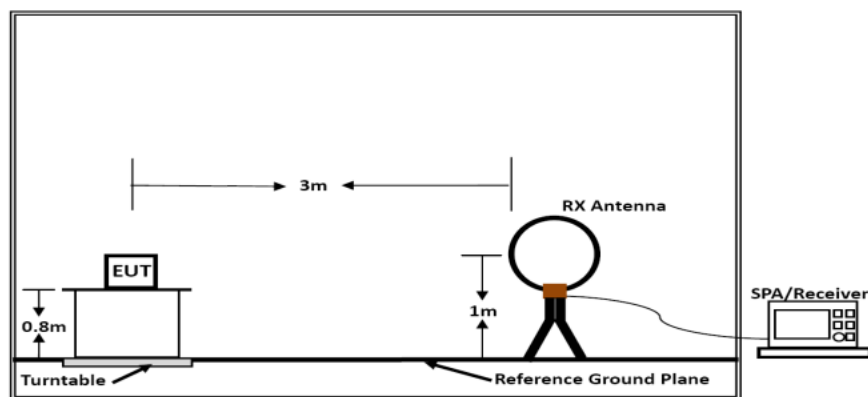 3m
RX Antenna
EUT
SPA/Receiver
0.8m
1m
Turntable
Reference Ground Plane